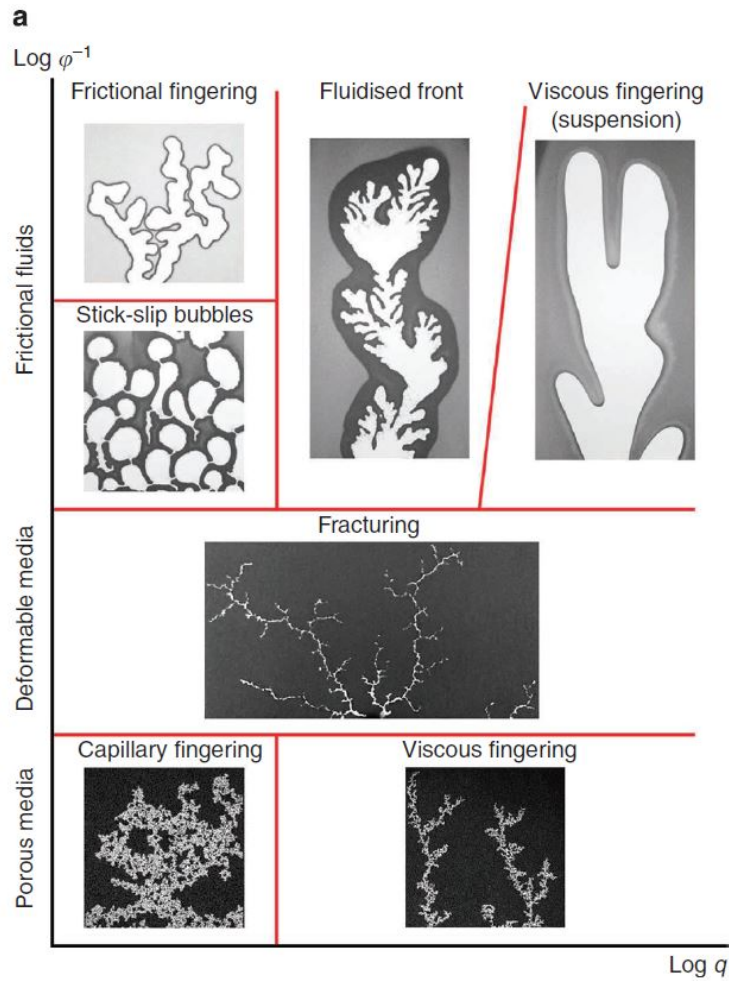 a
Log φ⁻¹
Frictional fingering
Fluidised front
Viscous fingering
(suspension)
Frictional fluids
Stick-slip bubbles
Fracturing
Deformable media
Capillary fingering
Viscous fingering
Porous media
Log q